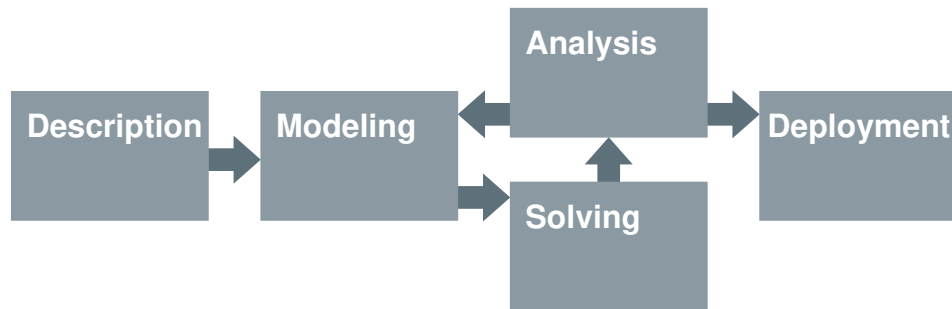 Description
Modeling
Analysis
Solving
Deployment